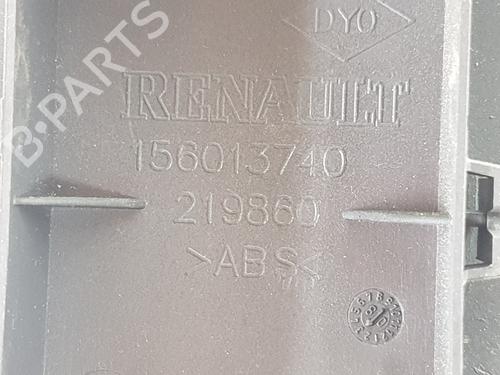 B-PARTS
DYO
RENAULT
156013740
219860
>ABS<